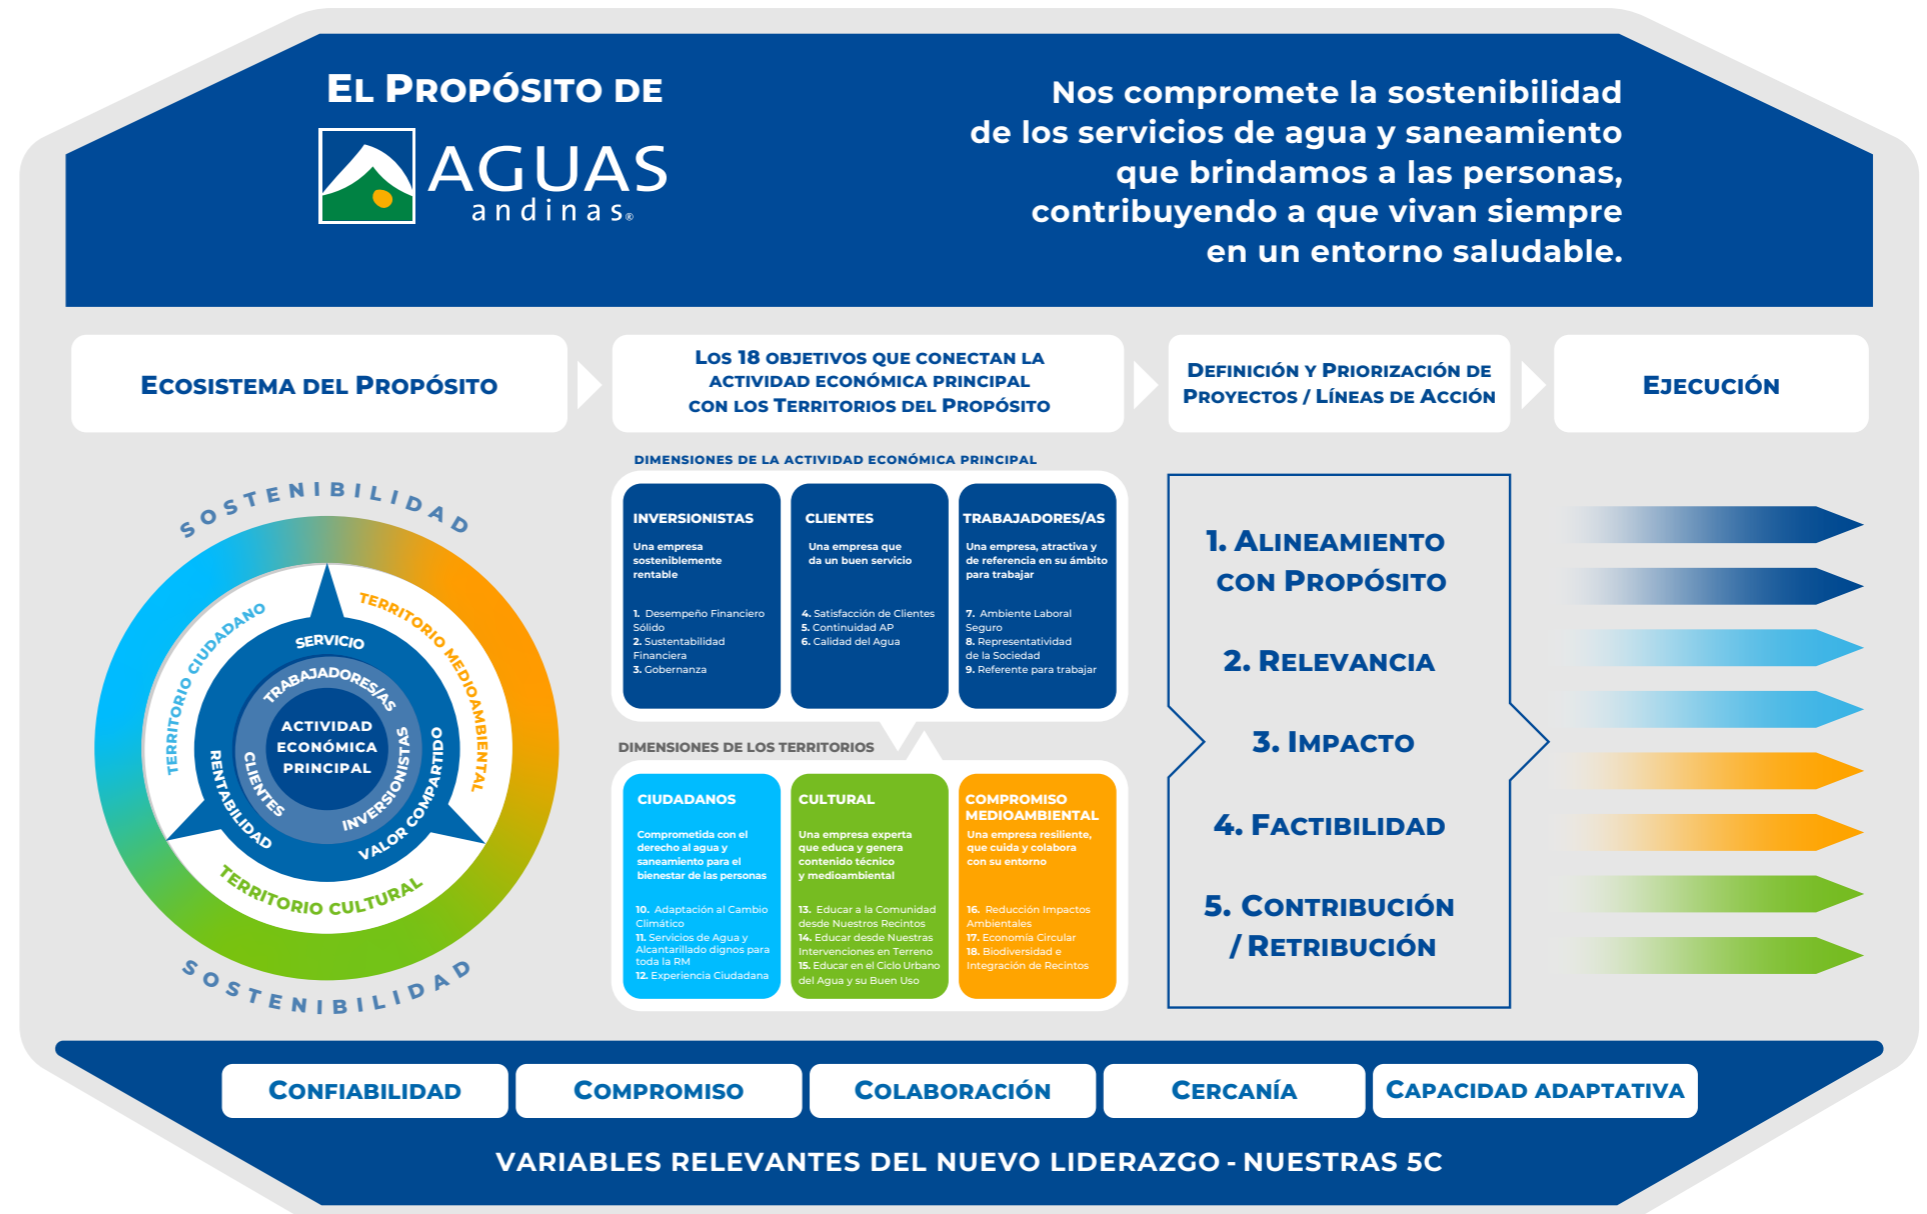 EL PROPÓSITO DE
AGUAS
andinas®
Nos compromete la sostenibilidad
de los servicios de agua y saneamiento
que brindamos a las personas,
contribuyendo a que vivan siempre
en un entorno saludable.
ECOSISTEMA DEL PROPÓSITO
LOS 18 OBJETIVOS QUE CONECTAN LA
ACTIVIDAD ECONÓMICA PRINCIPAL
CON LOS TERRITORIOS DEL PROPÓSITO
DEFINICIÓN Y PRIORIZACIÓN DE
PROYECTOS / LÍNEAS DE ACCIÓN
EJECUCIÓN
SOSTENIBILIDAD
TERRITORIO CIUDADANO
TERRITORIO MEDIOAMBIENTAL
TERRITORIO CULTURAL
SERVICIO
RENTABILIDAD
VALOR COMPARTIDO
TRABAJADORES/AS
CLIENTES
INVERSIONISTAS
ACTIVIDAD
ECONÓMICA
PRINCIPAL
SOSTENIBILIDAD
DIMENSIONES DE LA ACTIVIDAD ECONÓMICA PRINCIPAL
INVERSIONISTAS
Una empresa
sosteniblemente
rentable
1. Desempeño Financiero
Sólido
2. Sustentabilidad
Financiera
3. Gobernanza
CLIENTES
Una empresa que
da un buen servicio
4. Satisfacción de Clientes
5. Continuidad AP
6. Calidad del Agua
TRABAJADORES/AS
Una empresa, atractiva y
de referencia en su ámbito
para trabajar
7. Ambiente Laboral
Seguro
8. Representatividad
de la Sociedad
9. Referente para trabajar
DIMENSIONES DE LOS TERRITORIOS
CIUDADANOS
Comprometida con el
derecho al agua y
saneamiento para el
bienestar de las personas
10. Adaptación al Cambio
Climático
11. Servicios de Agua y
Alcantarillado dignos para
toda la RM
12. Experiencia Ciudadana
CULTURAL
Una empresa experta
que educa y genera
contenido técnico
y medioambiental
13. Educar a la Comunidad
desde Nuestros Recintos
14. Educar desde Nuestras
Intervenciones en Terreno
15. Educar en el Ciclo Urbano
del Agua y su Buen Uso
COMPROMISO
MEDIOAMBIENTAL
Una empresa resiliente,
que cuida y colabora
con su entorno
16. Reducción Impactos
Ambientales
17. Economía Circular
18. Biodiversidad e
Integración de Recintos
1. ALINEAMIENTO
CON PROPÓSITO
2. RELEVANCIA
3. IMPACTO
4. FACTIBILIDAD
5. CONTRIBUCIÓN
/ RETRIBUCIÓN
CONFIABILIDAD
COMPROMISO
COLABORACIÓN
CERCANÍA
CAPACIDAD ADAPTATIVA
VARIABLES RELEVANTES DEL NUEVO LIDERAZGO - NUESTRAS 5C